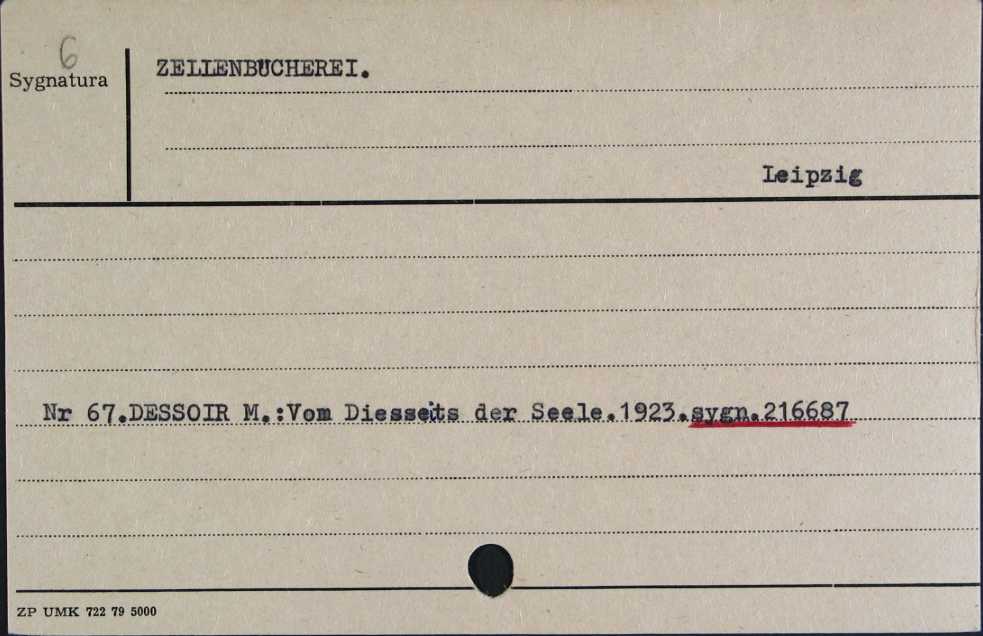 6
Sygnatura
ZELLENBÜCHEREI.
Leipzig
Nr 67.DESSOIR M.:Vom Diesseits der Seele.1923.sygn.216687
ZP UMK 722 79 5000